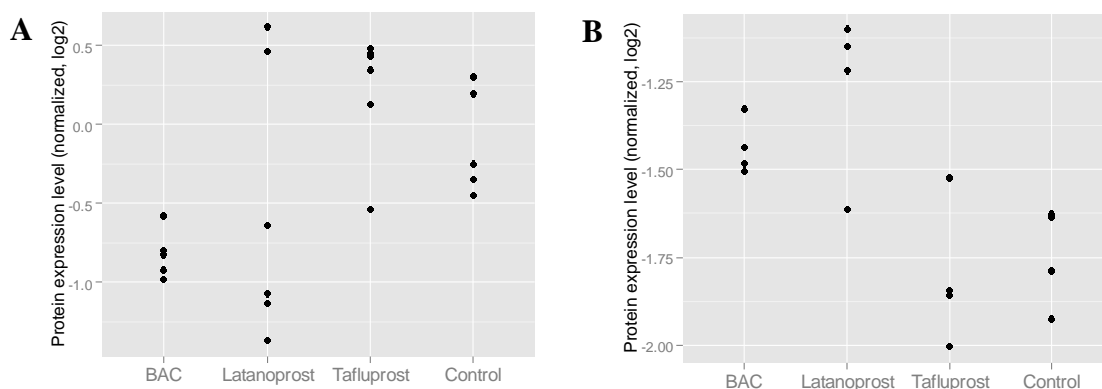 A
Protein expression level (normalized, log2)
0.5
0.0
-0.5
-1.0
BAC Latanoprost Tafluprost Control
B
Protein expression level (normalized, log2)
-1.25
-1.50
-1.75
-2.00
BAC Latanoprost Tafluprost Control